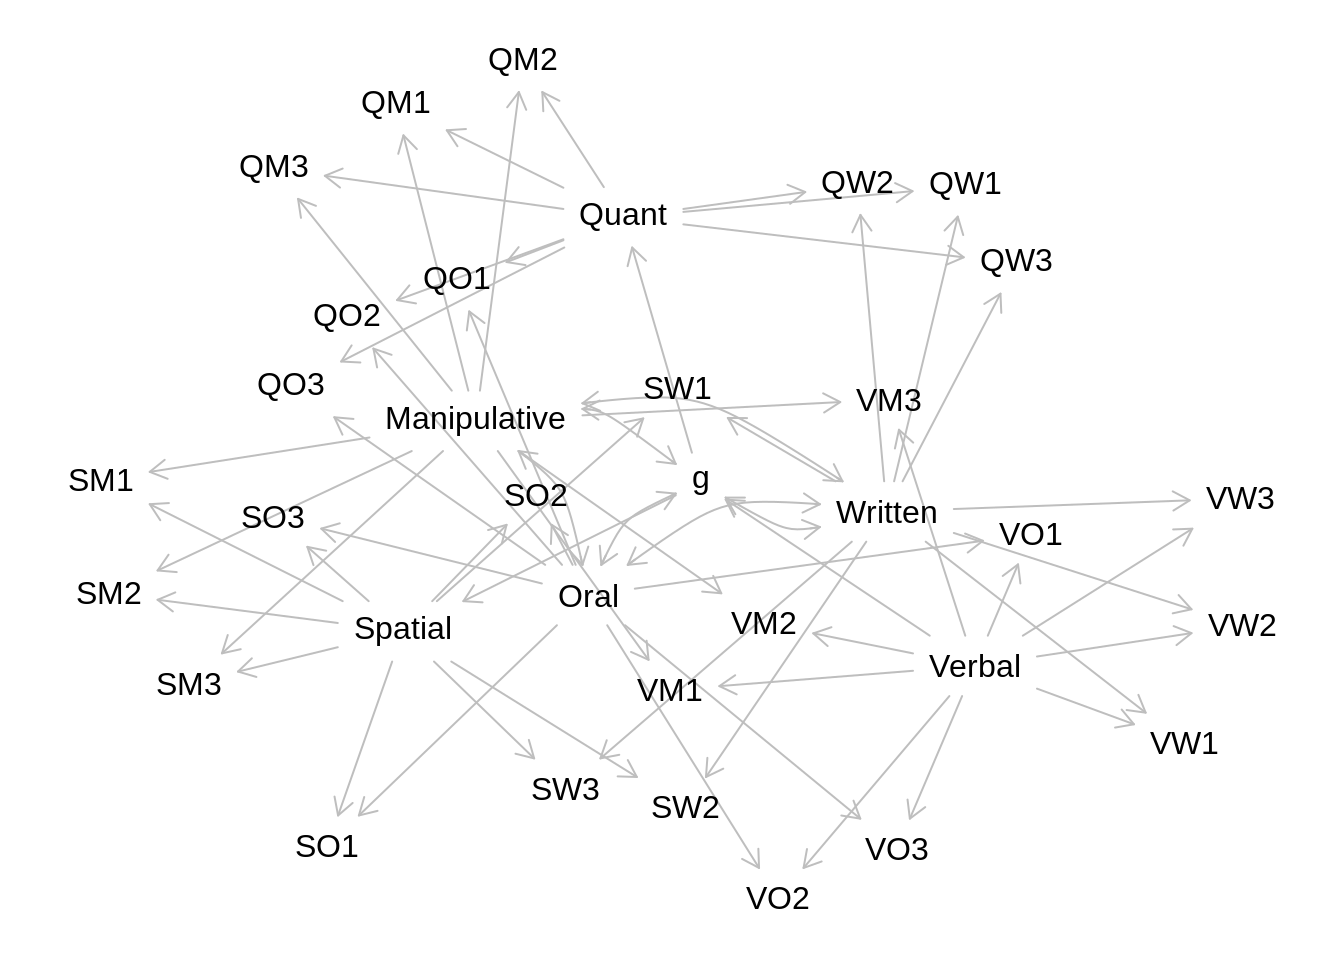 QM2
QM1
QM3
QW2
QW1
Quant
QW3
QO1
QO2
QO3
SW1
VM3
Manipulative
SM1
g
SO2
VW3
SO3
Written
VO1
SM2
Oral
VM2
VW2
Spatial
Verbal
SM3
VM1
VW1
SW3
SW2
SO1
VO3
VO2